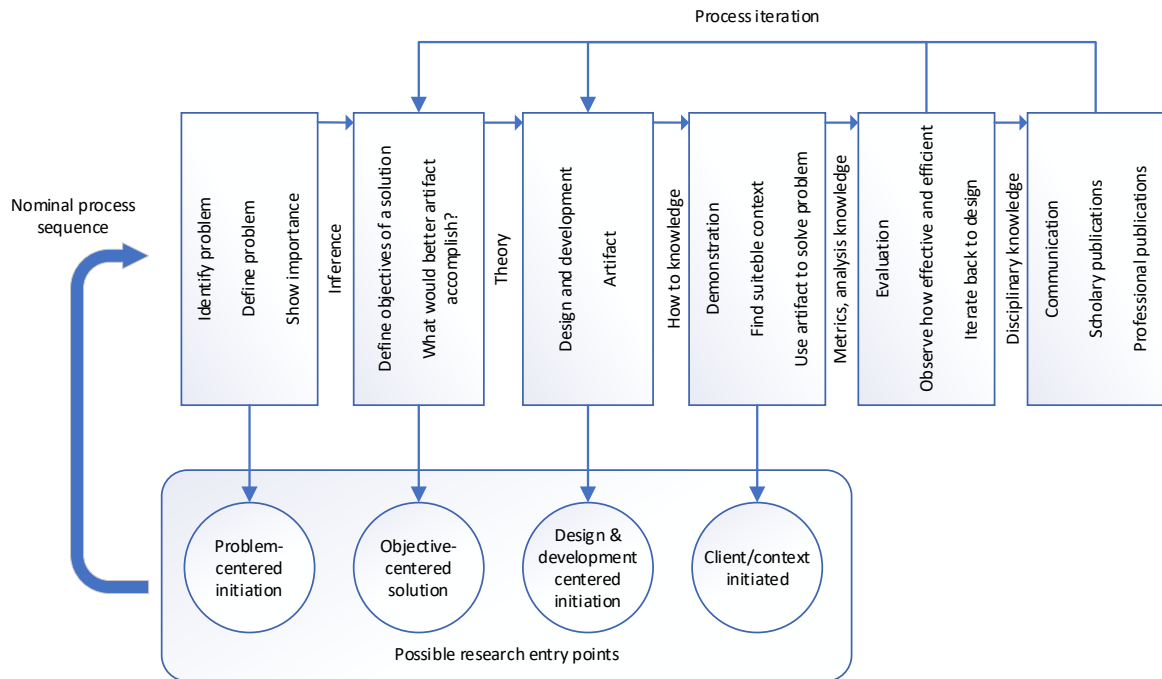 Process iteration
Nominal process
sequence
Identify problem
Define problem
Show importance
Inference
Define objectives of a solution
What would better artifact
accomplish?
Theory
Design and development
Artifact
How to knowledge
Demonstration
Find suiteble context
Use artifact to solve problem
Metrics, analysis knowledge
Evaluation
Observe how effective and efficient
Iterate back to design
Disciplinary knowledge
Communication
Scholary publications
Professional publications
Problem-
centered
initiation
Objective-
centered
solution
Design &
development
centered
initiation
Client/context
initiated
Possible research entry points